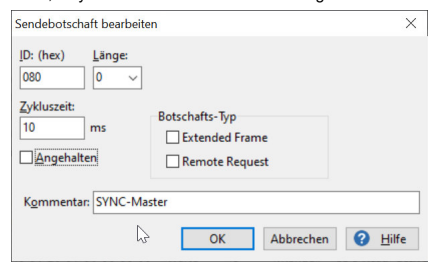 Sendebotschaft bearbeiten
ID: (hex) Länge:
080 0
Zykluszeit:
10 ms
Botschafts-Typ
Extended Frame
Angehalten
Remote Request
Kommentar: SYNC-Master
OK Abbrechen ? Hilfe